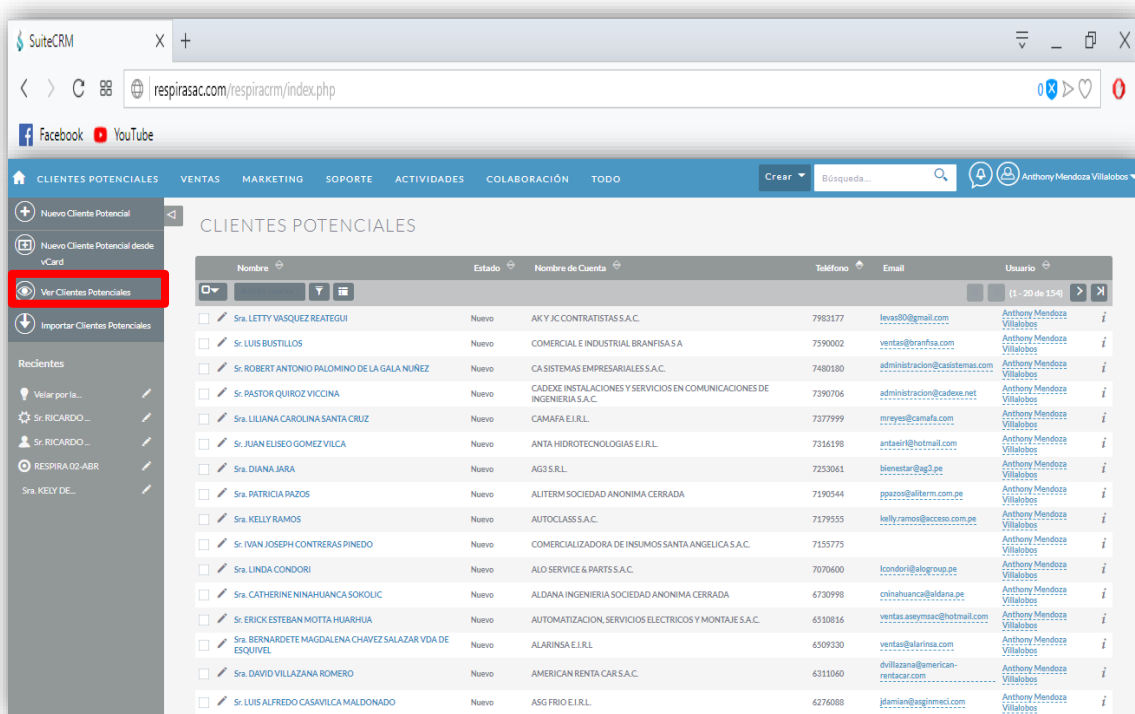 SuiteCRM
respirasac.com/respiracrm/index.php
0
Facebook YouTube
CLIENTES POTENCIALES VENTAS MARKETING SOPORTE ACTIVIDADES COLABORACIÓN TODO Crear Búsqueda... Anthony Mendoza Villalobos
Nuevo Cliente Potencial
Nuevo Cliente Potencial desde
vCard
Ver Clientes Potenciales
Importar Clientes Potenciales
Recientes
Velar por la...
Sr. RICARDO ...
Sr. RICARDO ...
RESPIRA 02-ABR
Sra. KELY DE...
CLIENTES POTENCIALES
Nombre Estado Nombre de Cuenta Teléfono Email Usuario
(1 - 20 de 154)
Sra. LETTY VASQUEZ REATEGUI Nuevo AK Y JC CONTRATISTAS S.A.C. 7983177 levas80@gmail.com Anthony Mendoza
Villalobos
Sr. LUIS BUSTILLOS Nuevo COMERCIAL E INDUSTRIAL BRANFISA S A 7590002 ventas@branfisa.com Anthony Mendoza
Villalobos
Sr. ROBERT ANTONIO PALOMINO DE LA GALA NUÑEZ Nuevo CA SISTEMAS EMPRESARIALES S.A.C. 7480180 administracion@casistemas.com Anthony Mendoza
Villalobos
Sr. PASTOR QUIROZ VICCINA Nuevo CADEXE INSTALACIONES Y SERVICIOS EN COMUNICACIONES DE
INGENIERIA S.A.C. 7390706 administracion@cadexe.net Anthony Mendoza
Villalobos
Sra. LILIANA CAROLINA SANTA CRUZ Nuevo CAMAFA E.I.R.L. 7377999 mreyes@camafa.com Anthony Mendoza
Villalobos
Sr. JUAN ELISEO GOMEZ VILCA Nuevo ANTA HIDROTECNOLOGIAS E.I.R.L. 7316198 antaeirl@hotmail.com Anthony Mendoza
Villalobos
Sra. DIANA JARA Nuevo AG3 S.R.L. 7253061 bienestar@ag3.pe Anthony Mendoza
Villalobos
Sra. PATRICIA PAZOS Nuevo ALITERM SOCIEDAD ANONIMA CERRADA 7190544 ppazos@aliterm.com.pe Anthony Mendoza
Villalobos
Sra. KELLY RAMOS Nuevo AUTOCLASS S.A.C. 7179555 kelly.ramos@acceso.com.pe Anthony Mendoza
Villalobos
Sr. IVAN JOSEPH CONTRERAS PINEDO Nuevo COMERCIALIZADORA DE INSUMOS SANTA ANGELICA S.A.C. 7155775 Anthony Mendoza
Villalobos
Sra. LINDA CONDORI Nuevo ALO SERVICE & PARTS S.A.C. 7070600 lcondori@alogroup.pe Anthony Mendoza
Villalobos
Sra. CATHERINE NINAHUANCA SOKOLIC Nuevo ALDANA INGENIERIA SOCIEDAD ANONIMA CERRADA 6730998 cninahuanca@aldana.pe Anthony Mendoza
Villalobos
Sr. ERICK ESTEBAN MOTTA HUARHUA Nuevo AUTOMATIZACION, SERVICIOS ELECTRICOS Y MONTAJE S.A.C. 6510816 ventas.aseymsac@hotmail.com Anthony Mendoza
Villalobos
Sra. BERNARDETE MAGDALENA CHAVEZ SALAZAR VDA DE
ESQUIVEL Nuevo ALARINSA E.I.R.L 6509330 ventas@alarinsa.com Anthony Mendoza
Villalobos
Sra. DAVID VILLAZANA ROMERO Nuevo AMERICAN RENTA CAR S.A.C. 6311060 dvillazana@american-
rentacar.com Anthony Mendoza
Villalobos
Sr. LUIS ALFREDO CASAVILCA MALDONADO Nuevo ASG FRIO E.I.R.L. 6276088 jdamian@asginmeci.com Anthony Mendoza
Villalobos